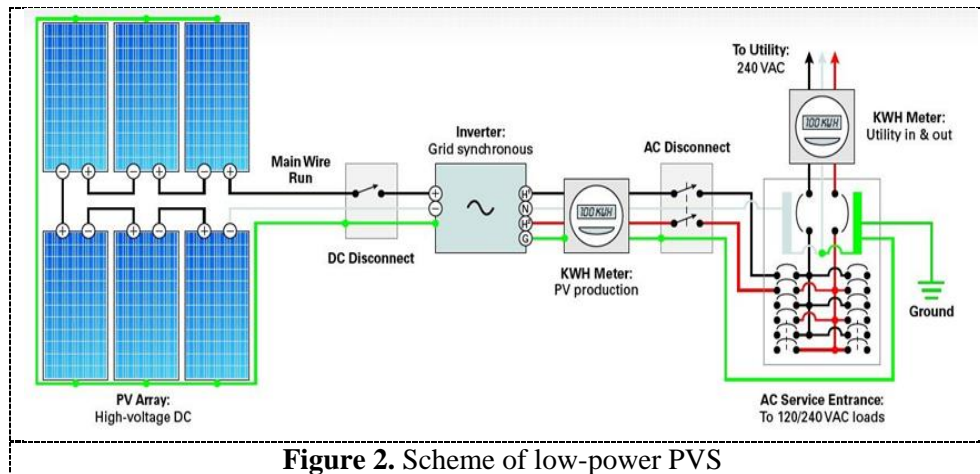 To Utility:
240 VAC
100 KWH
KWH Meter:
Utility in & out
Inverter:
Grid synchronous
AC Disconnect
Main Wire
Run
− + − + − +
+ − + − + −
+
−
H
N
H
G
100 KWH
DC Disconnect
KWH Meter:
PV production
Ground
PV Array:
High-voltage DC
AC Service Entrance:
To 120/240 VAC loads
Figure 2. Scheme of low-power PVS